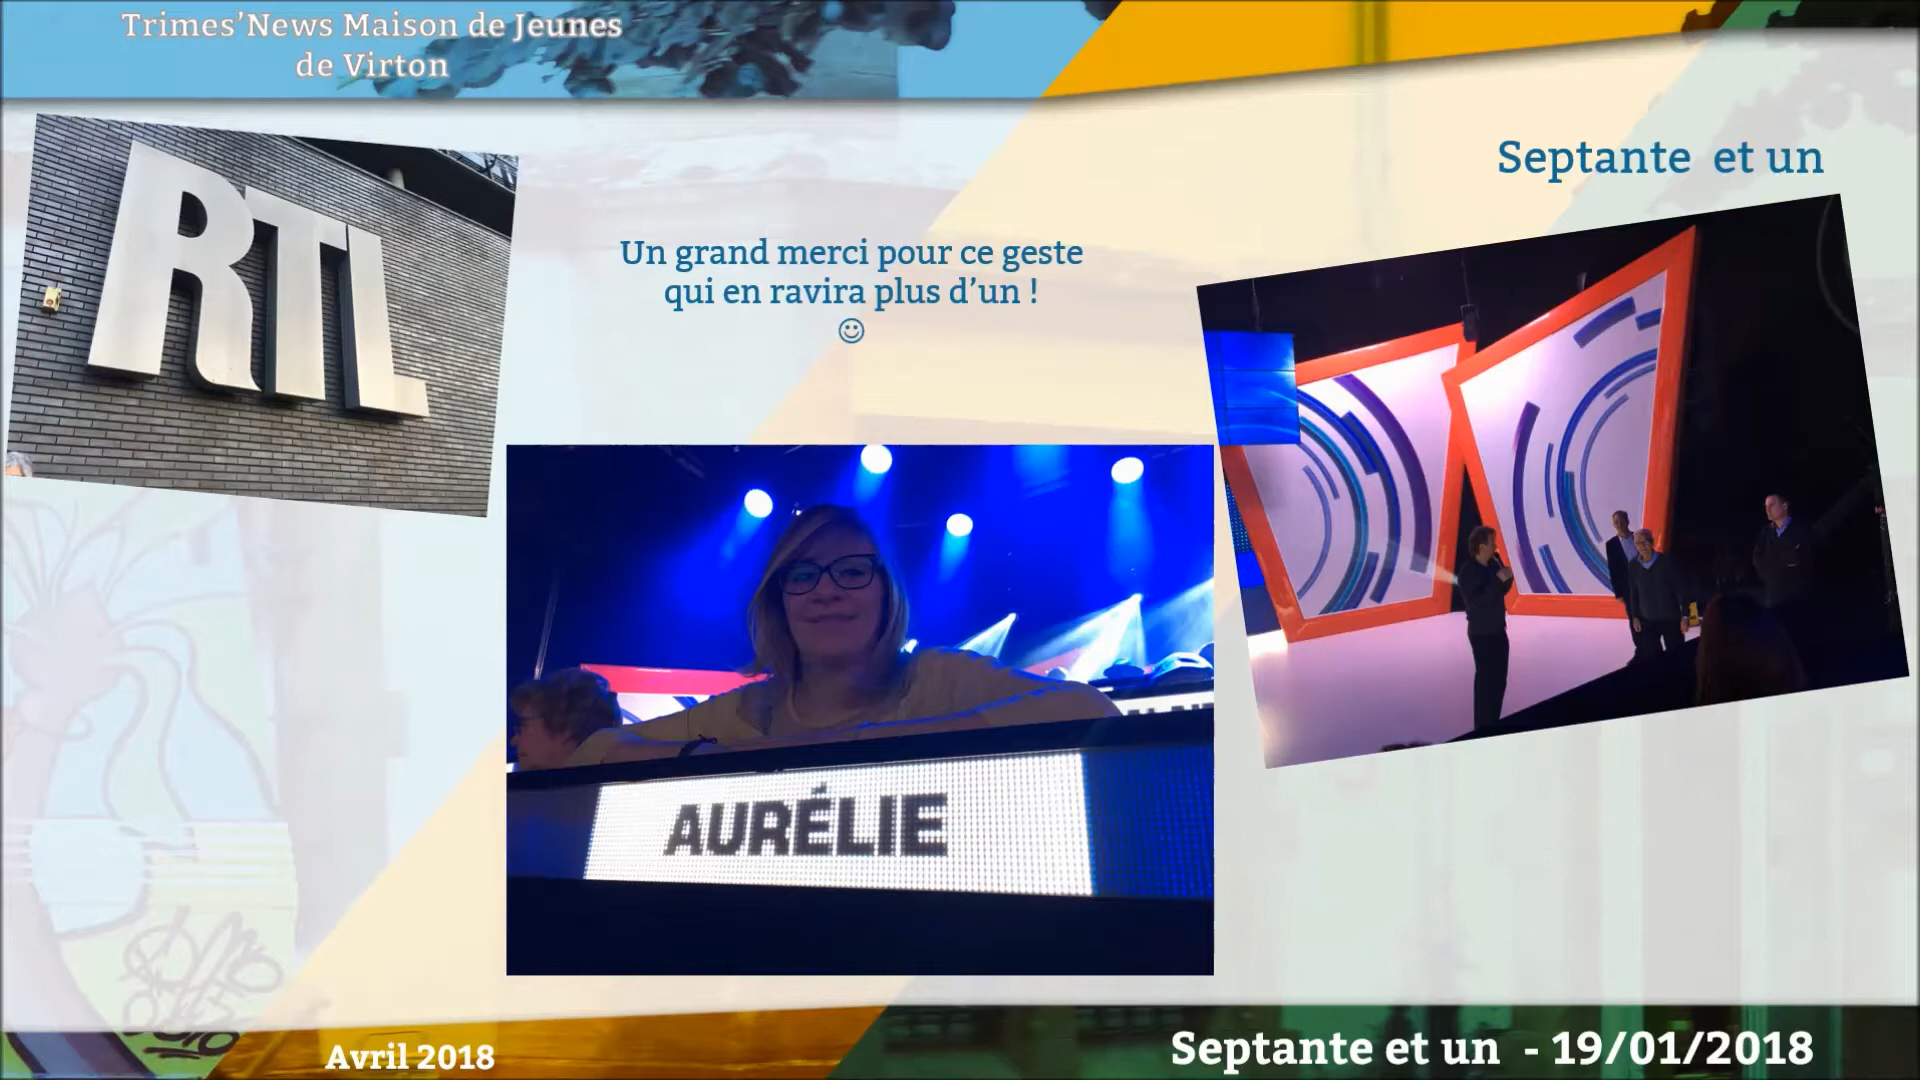 Trimes’News Maison de Jeunes
de Virton
RTL
Septante et un
Un grand merci pour ce geste
qui en ravira plus d’un !
☺
AURÉLIE
Avril 2018
Septante et un - 19/01/2018